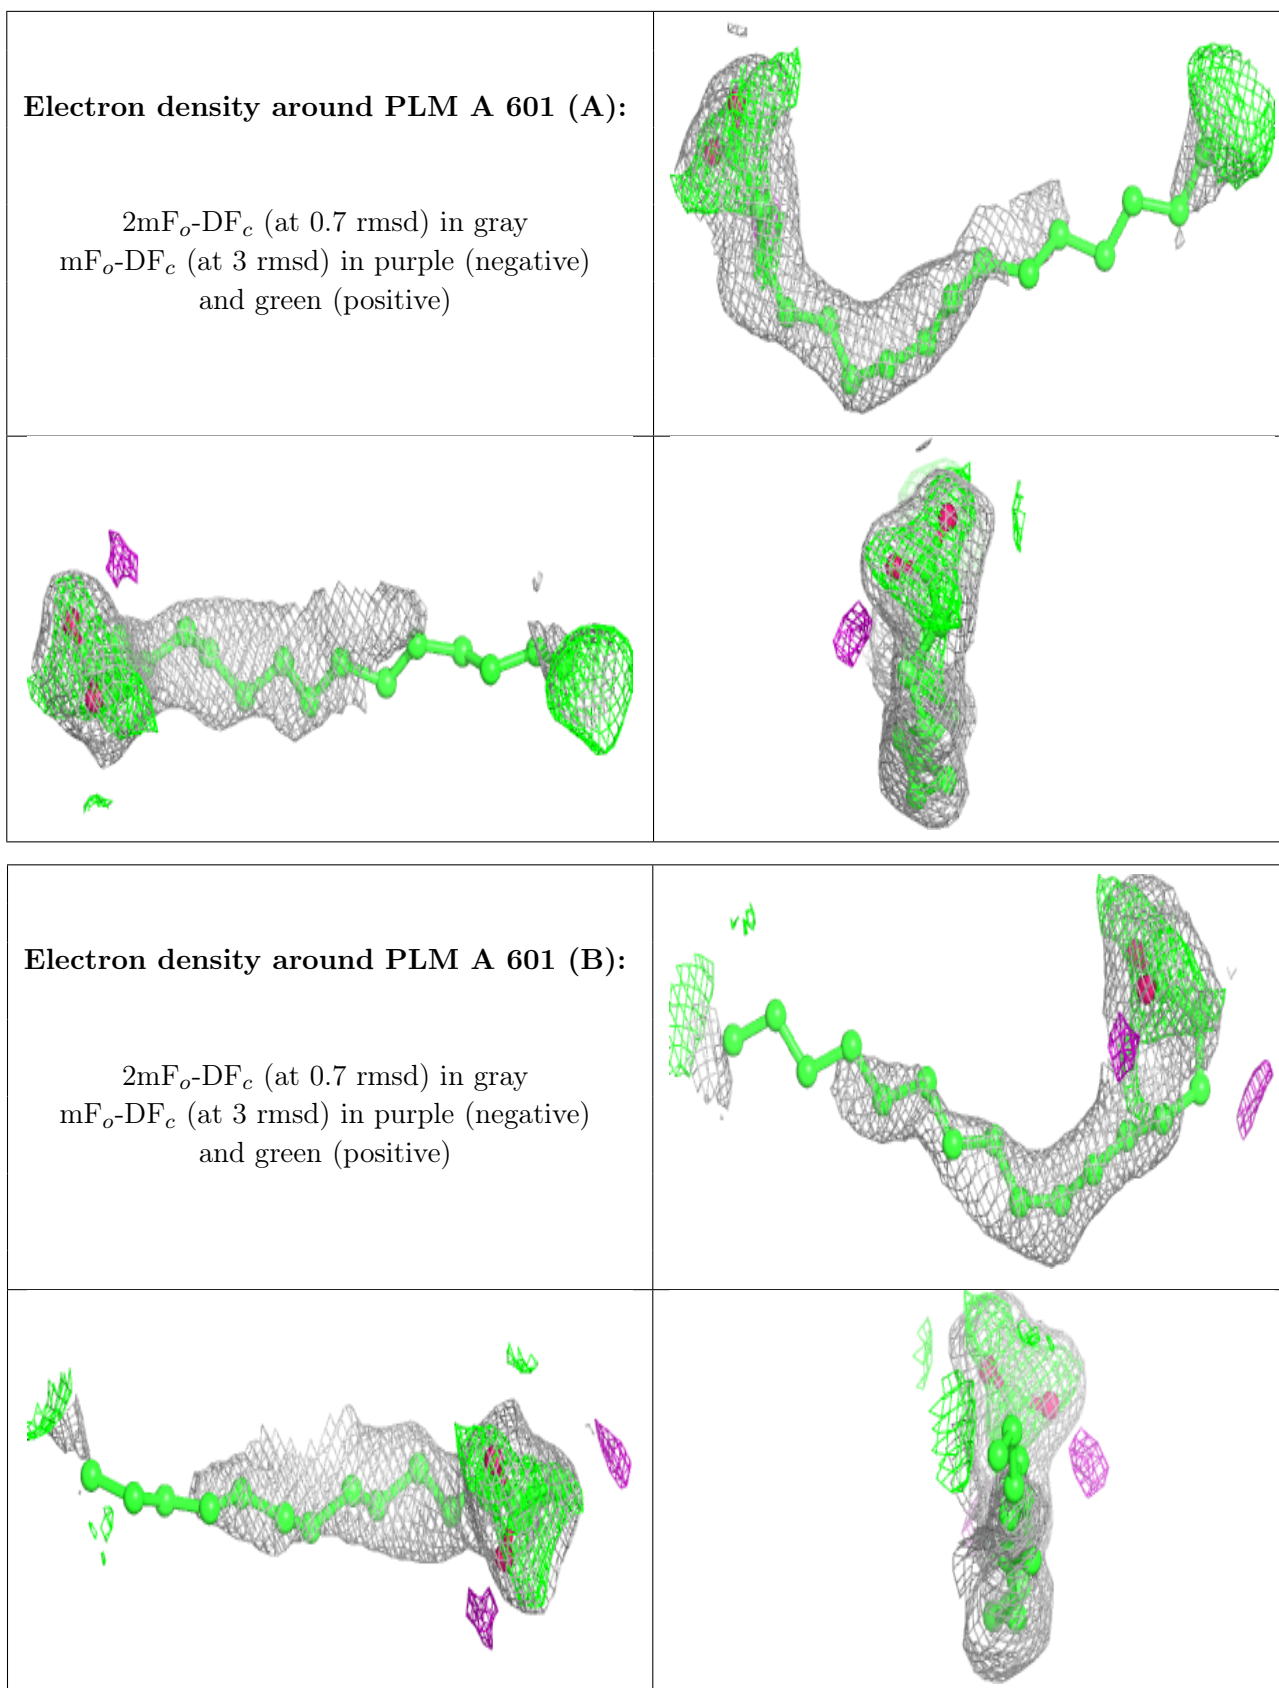 Electron density around PLM A 601 (A):
2mFo-DFc (at 0.7 rmsd) in gray
mFo-DFc (at 3 rmsd) in purple (negative)
and green (positive)
Electron density around PLM A 601 (B):
2mFo-DFc (at 0.7 rmsd) in gray
mFo-DFc (at 3 rmsd) in purple (negative)
and green (positive)